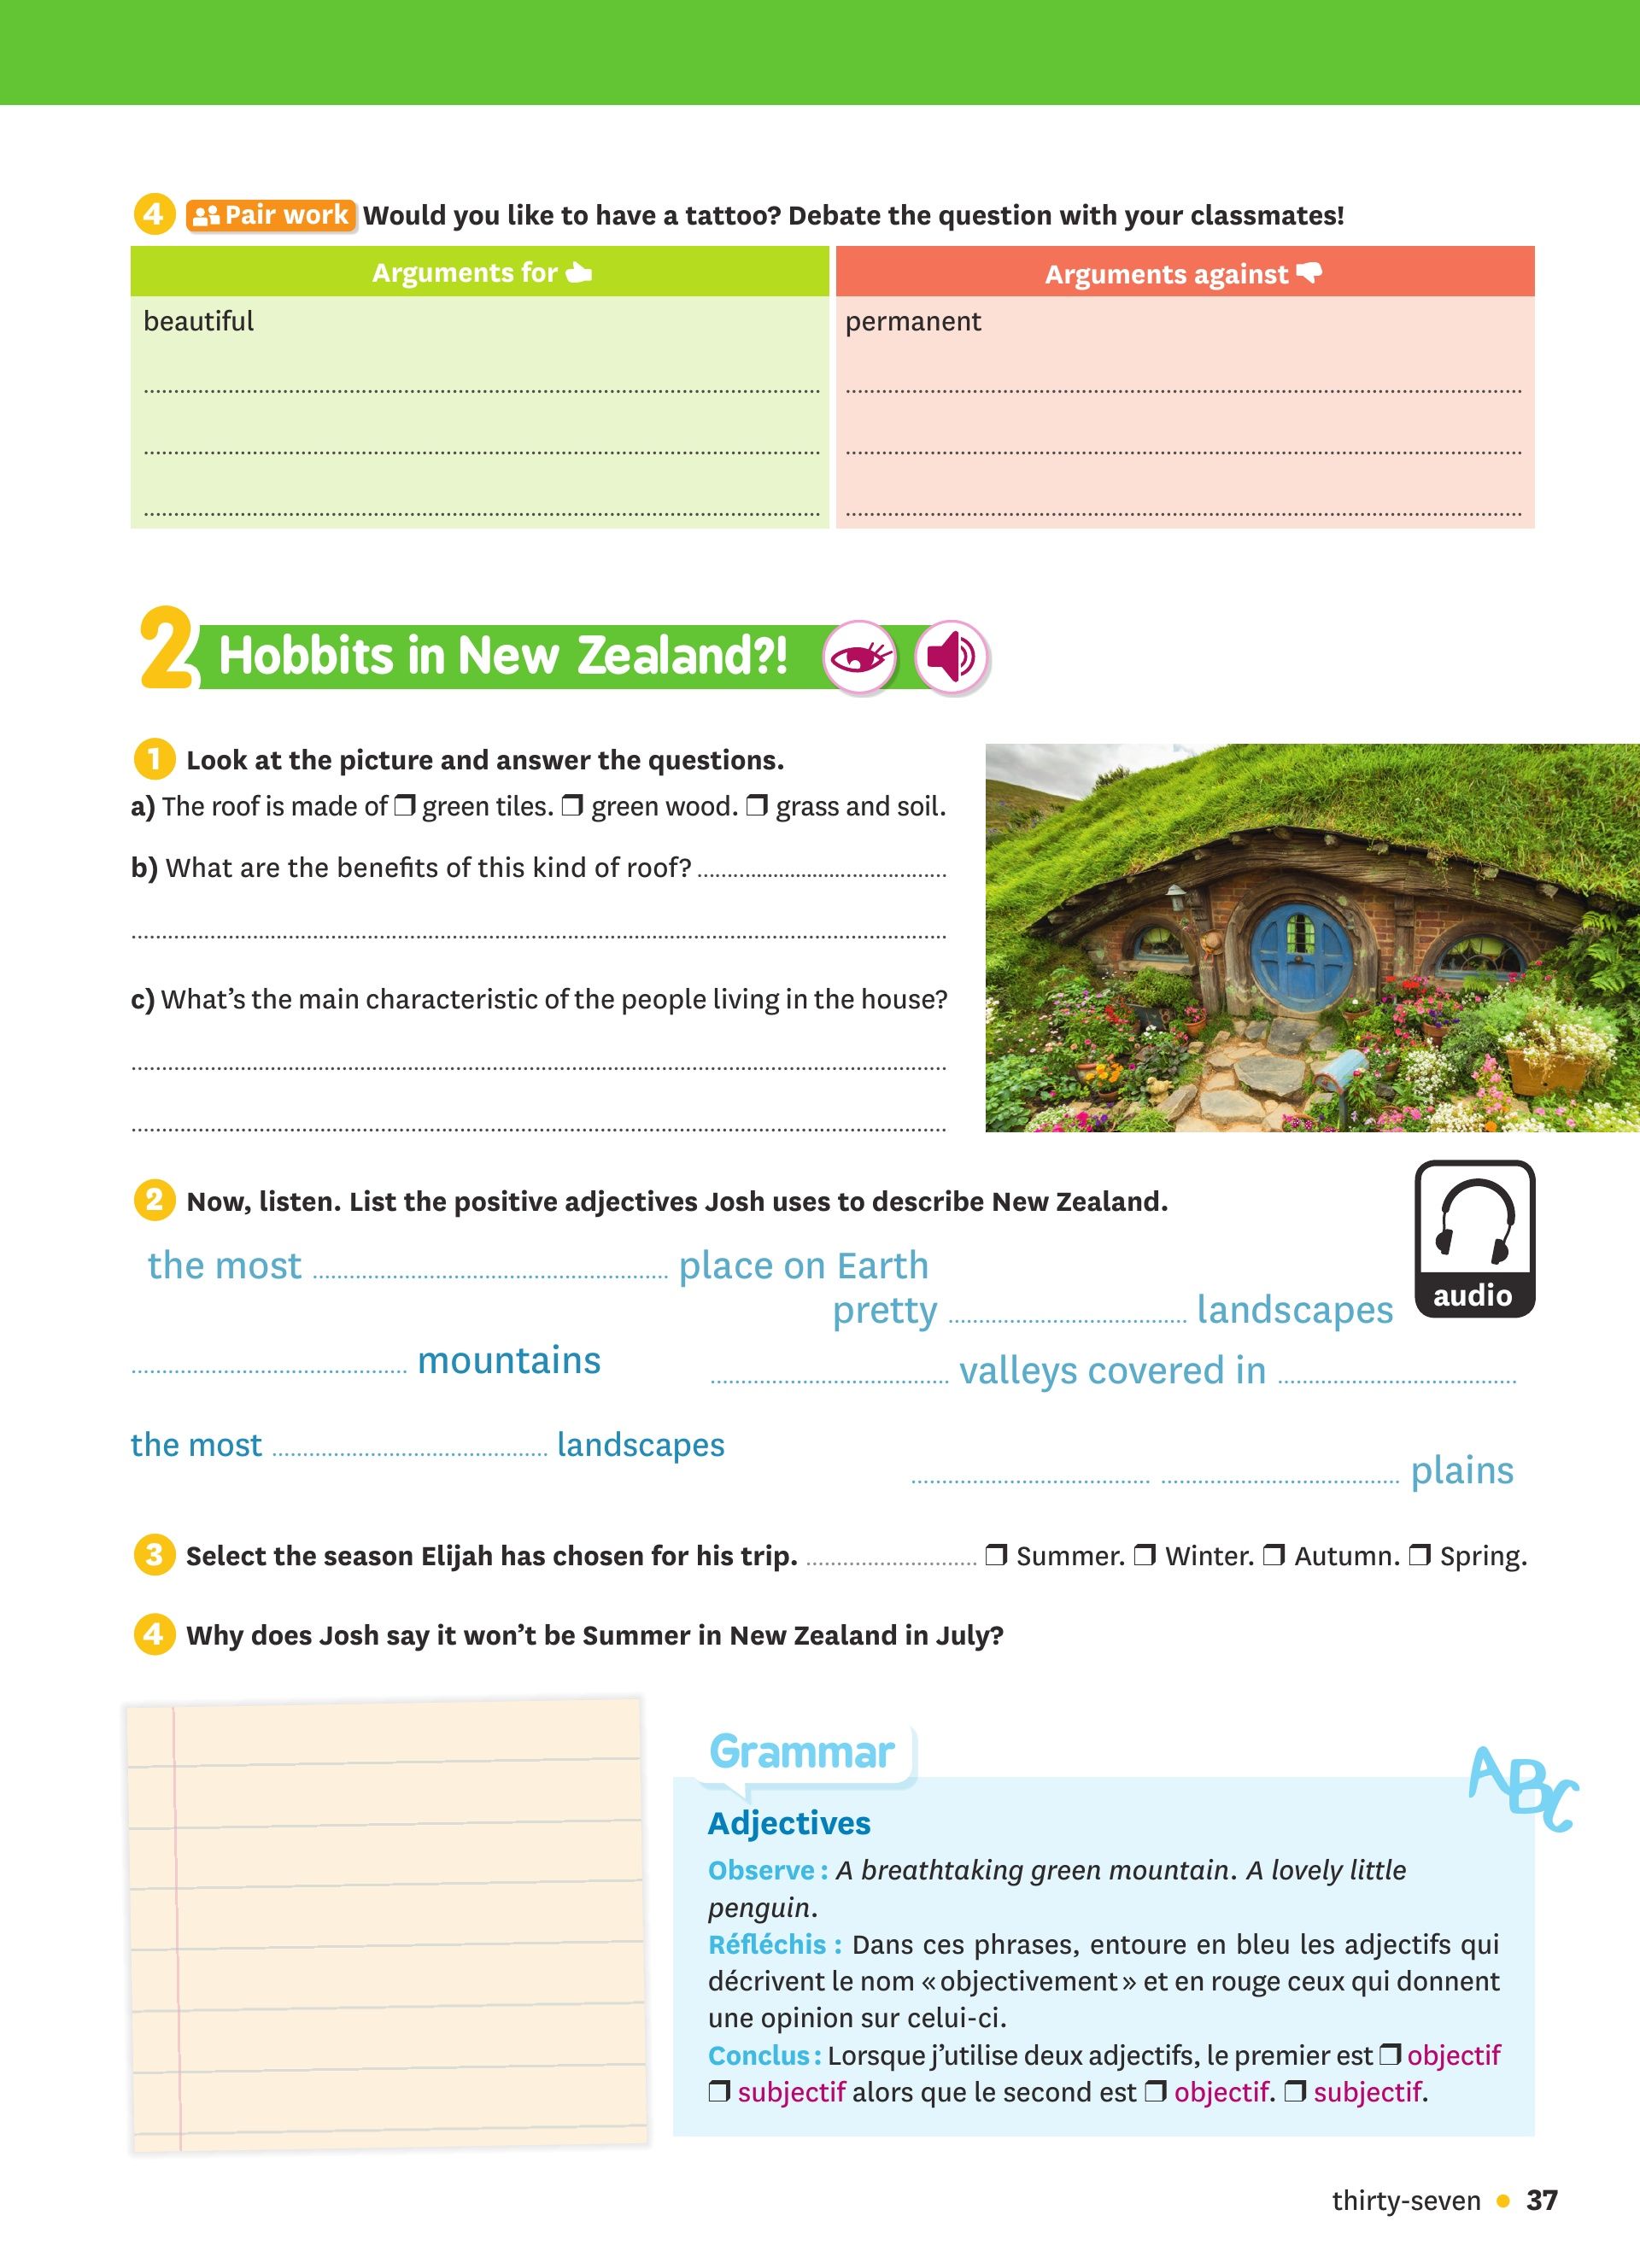 4 Pair work Would you like to have a tattoo? Debate the question with your classmates!
Arguments for
Arguments against
beautiful
permanent
2 Hobbits in New Zealand?!
1 Look at the picture and answer the questions.
a) The roof is made of ❒ green tiles. ❒ green wood. ❒ grass and soil.
b) What are the benefits of this kind of roof? ..........................................
c) What's the main characteristic of the people living in the house?
2 Now, listen. List the positive adjectives Josh uses to describe New Zealand.
audio
the most .......................................... place on Earth
pretty .......................................... landscapes
.......................................... mountains
.......................................... valleys covered in ..........................................
the most .......................................... landscapes
.......................................... .......................................... plains
3 Select the season Elijah has chosen for his trip. ............................ ❒ Summer. ❒ Winter. ❒ Autumn. ❒ Spring.
4 Why does Josh say it won't be Summer in New Zealand in July?
Grammar
ABC
Adjectives
Observe : A breathtaking green mountain. A lovely little
penguin.
Réfléchis : Dans ces phrases, entoure en bleu les adjectifs qui
décrivent le nom « objectivement » et en rouge ceux qui donnent
une opinion sur celui-ci.
Conclus : Lorsque j'utilise deux adjectifs, le premier est ❒ objectif
❒ subjectif alors que le second est ❒ objectif. ❒ subjectif.
thirty-seven • 37